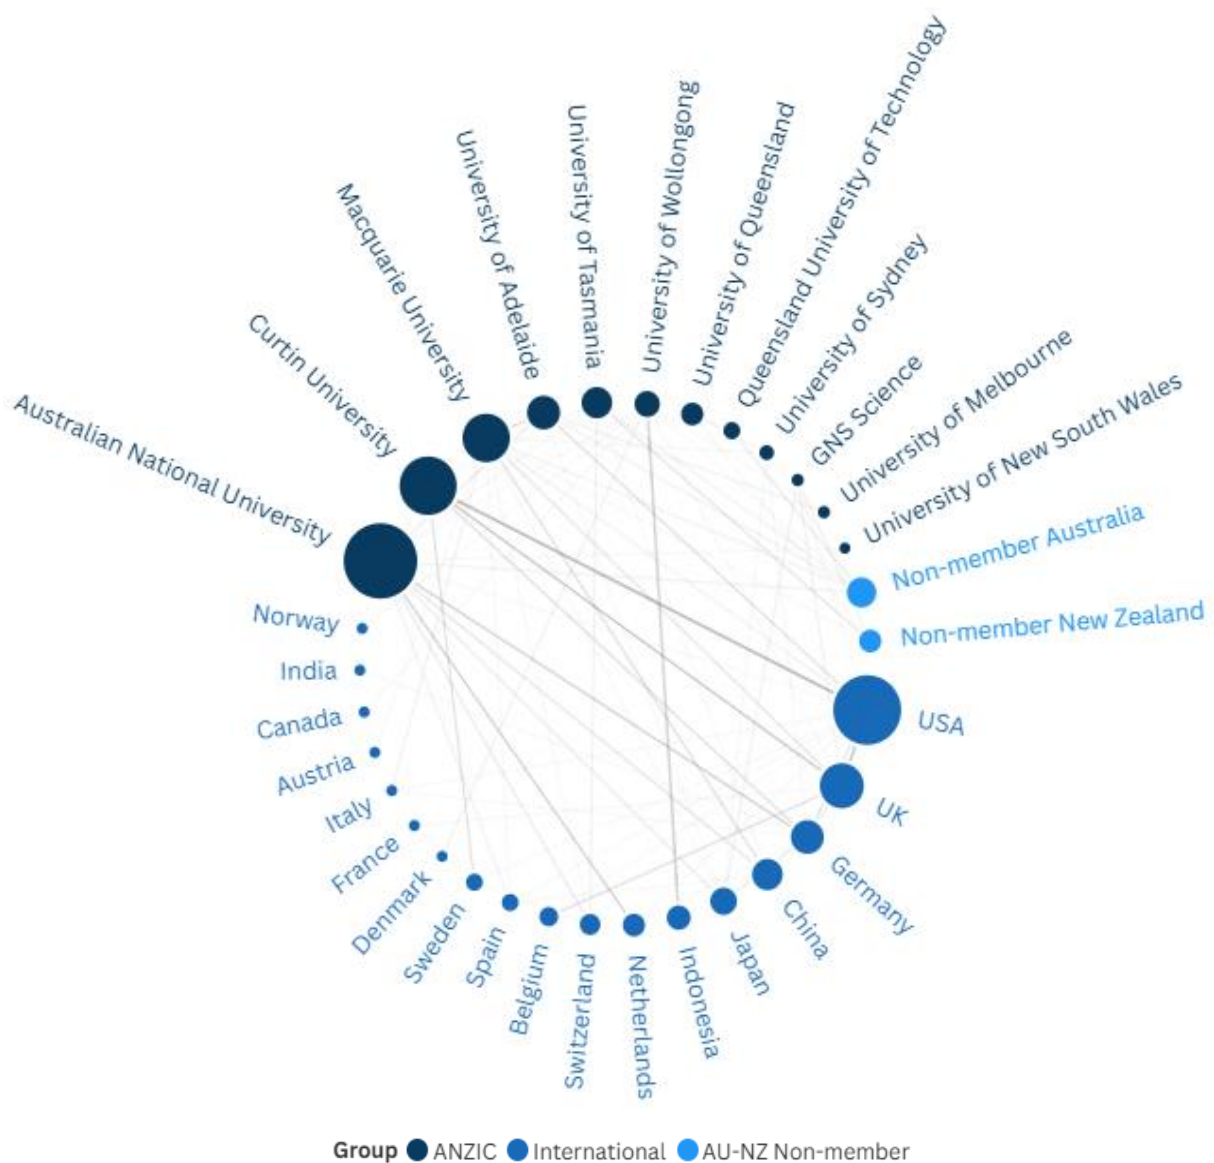 Queensland University of Technology
University of Wollongong
University of Queensland
University of Tasmania
University of Adelaide
Macquarie University
University of Sydney
Curtin University
University of Melbourne
GNS Science
University of New South Wales
Australian National University
Non-member Australia
Non-member New Zealand
Norway
India
Canada
USA
Austria
Italy
UK
France
Germany
Denmark
China
Sweden
Spain
Japan
Belgium
Indonesia
Switzerland
Netherlands
Group ANZIC International AU-NZ Non-member